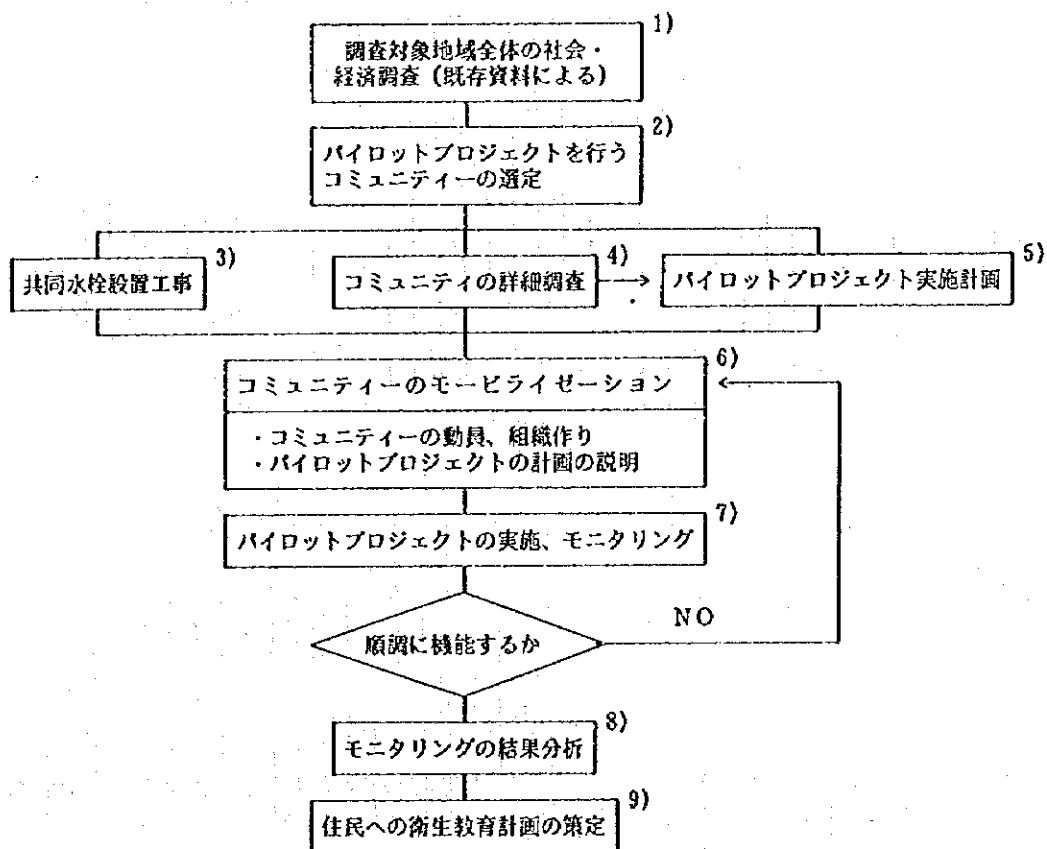 1)
調査対象地域全体の社会・
経済調査(既存資料による)
2)
パイロットプロジェクトを行う
コミュニティーの選定
3)
共同水栓設置工事
4)
コミュニティの詳細調査
5)
パイロットプロジェクト実施計画
6)
コミュニティーのモービライゼーション
・コミュニティーの動員、組織作り
・パイロットプロジェクトの計画の説明
7)
パイロットプロジェクトの実施、モニタリング
順調に機能するか
NO
8)
モニタリングの結果分析
9)
住民への衛生教育計画の策定